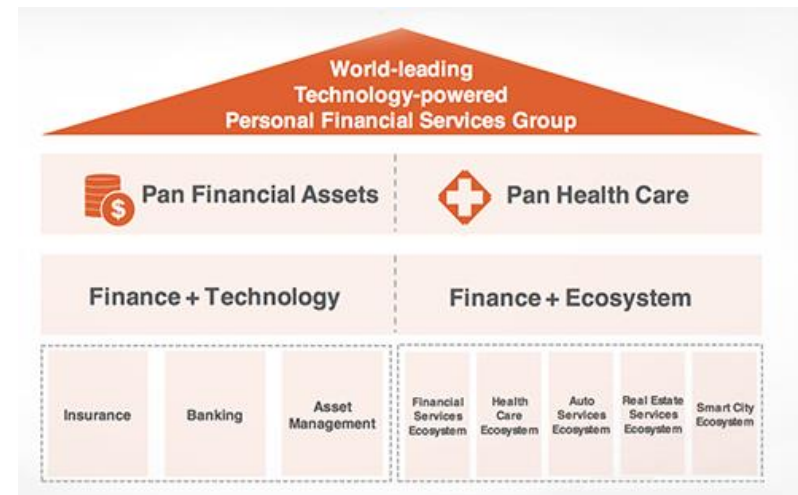 World-leading
Technology-powered
Personal Financial Services Group
$
Pan Financial Assets
Pan Health Care
Finance + Technology
Finance + Ecosystem
Insurance
Banking
Asset
Management
Financial
Services
Ecosystem
Health
Care
Ecosystem
Auto
Services
Ecosystem
Real Estate
Services
Ecosystem
Smart City
Ecosystem